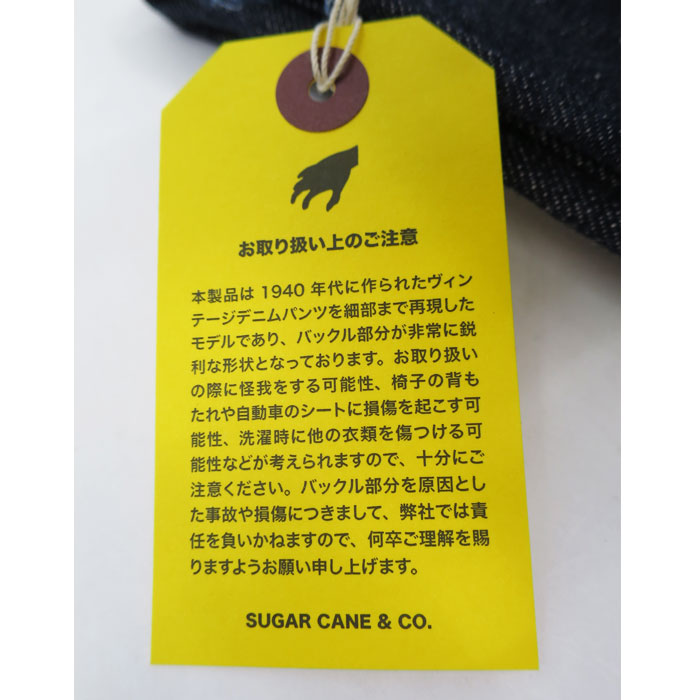 お取り扱い上のご注意
本製品は 1940 年代に作られたヴィン
テージデニムパンツを細部まで再現した
モデルであり、バックル部分が非常に鋭
利な形状となっております。お取り扱い
の際に怪我をする可能性、椅子の背も
たれや自動車のシートに損傷を起こす可
能性、洗濯時に他の衣類を傷つける可
能性などが考えられますので、十分にご
注意ください。バックル部分を原因とし
た事故や損傷につきまして、弊社では責
任を負いかねますので、何卒ご理解を賜
りますようお願い申し上げます。
SUGAR CANE & CO.